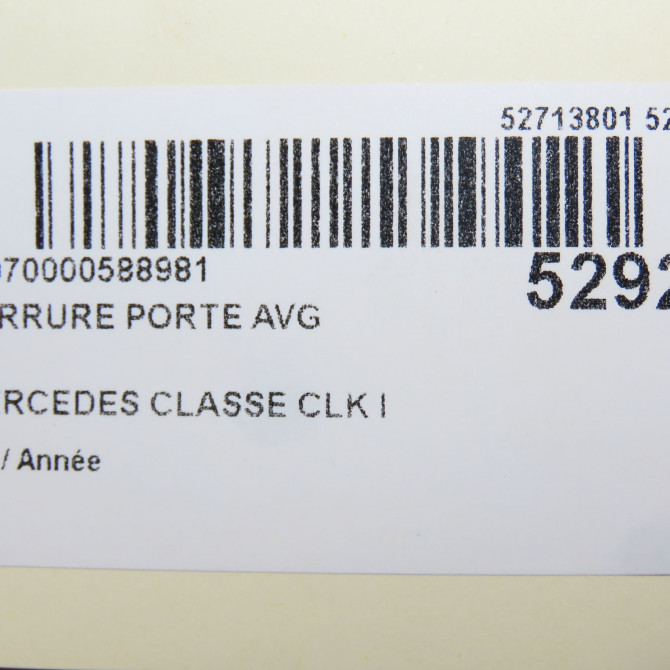 52713801 52
070000588981
5292
RRURE PORTE AVG
RCEDES CLASSE CLK I
/ Année